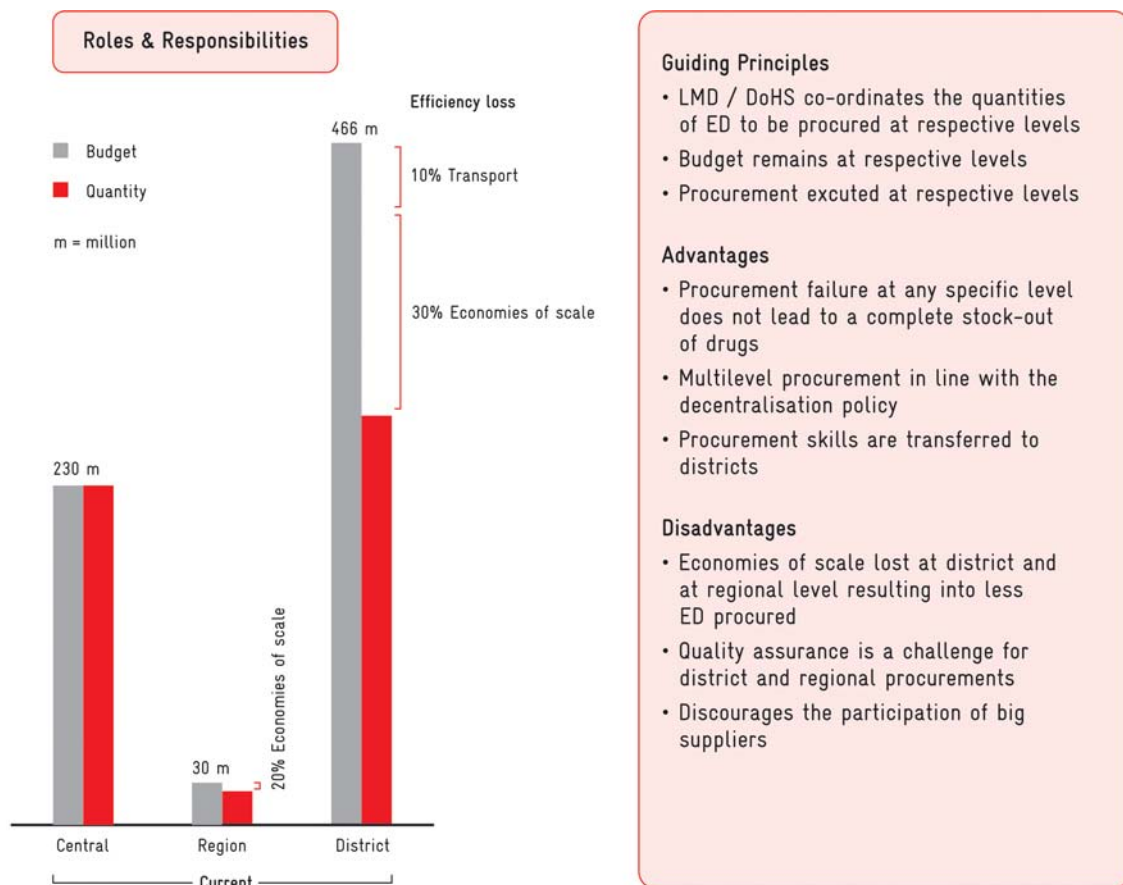 Roles & Responsibilities
Efficiency loss
466 m
Budget
Quantity
m = million
10% Transport
30% Economies of scale
230 m
30 m
20% Economies of scale
Central
Region
District
Current
Guiding Principles
• LMD / DoHS co-ordinates the quantities
of ED to be procured at respective levels
• Budget remains at respective levels
• Procurement excuted at respective levels
Advantages
• Procurement failure at any specific level
does not lead to a complete stock-out
of drugs
• Multilevel procurement in line with the
decentralisation policy
• Procurement skills are transferred to
districts
Disadvantages
• Economies of scale lost at district and
at regional level resulting into less
ED procured
• Quality assurance is a challenge for
district and regional procurements
• Discourages the participation of big
suppliers